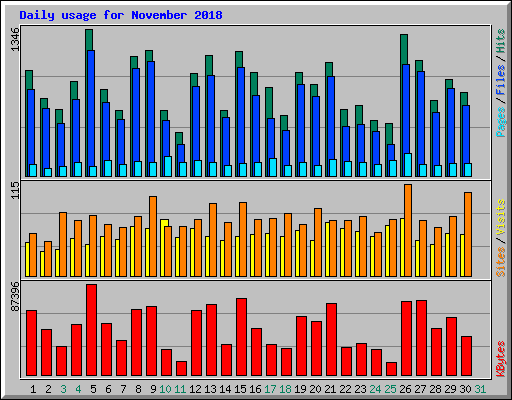 Daily usage for November 2018
1346
Pages / Files / Hits
115
Sites / Visits
87396
KBytes
1 2 3 4 5 6 7 8 9 10 11 12 13 14 15 16 17 18 19 20 21 22 23 24 25 26 27 28 29 30 31